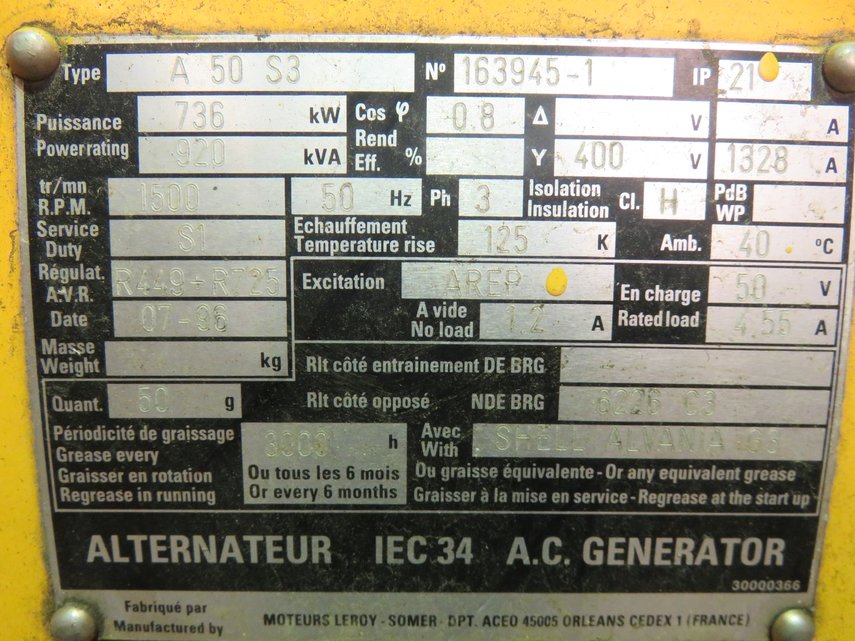 Type A 50 S3 N° 163945-1 IP 21
Puissance 736 kW Cos φ 0.8 Δ V A
Powerrating 920 kVA Rend Eff. % Y 400 V 1328 A
tr/mn R.P.M. 1500 50 Hz Ph 3 Isolation Insulation Cl. H PdB WP
Service Duty S1 Echauffement Temperature rise 125 K Amb. 40 °C
Régulat. A.V.R. R449+R725 Excitation AREP En charge 50 V
Date 07-96 A vide No load 1.2 A Rated load 4.55 A
Masse Weight kg Rlt côté entrainement DE BRG
Quant. 50 g Rlt côté opposé NDE BRG 6226 C3
Périodicité de graissage
Grease every h Avec With SHELL ALVANIA G3
Graisser en rotation Ou tous les 6 mois Ou graisse équivalente - Or any equivalent grease
Regrease in running Or every 6 months Graisser à la mise en service - Regrease at the start up
ALTERNATEUR IEC 34 A.C. GENERATOR
30000366
Fabriqué par
Manufactured by MOTEURS LEROY - SOMER - DPT. ACEO 45005 ORLEANS CEDEX 1 (FRANCE)